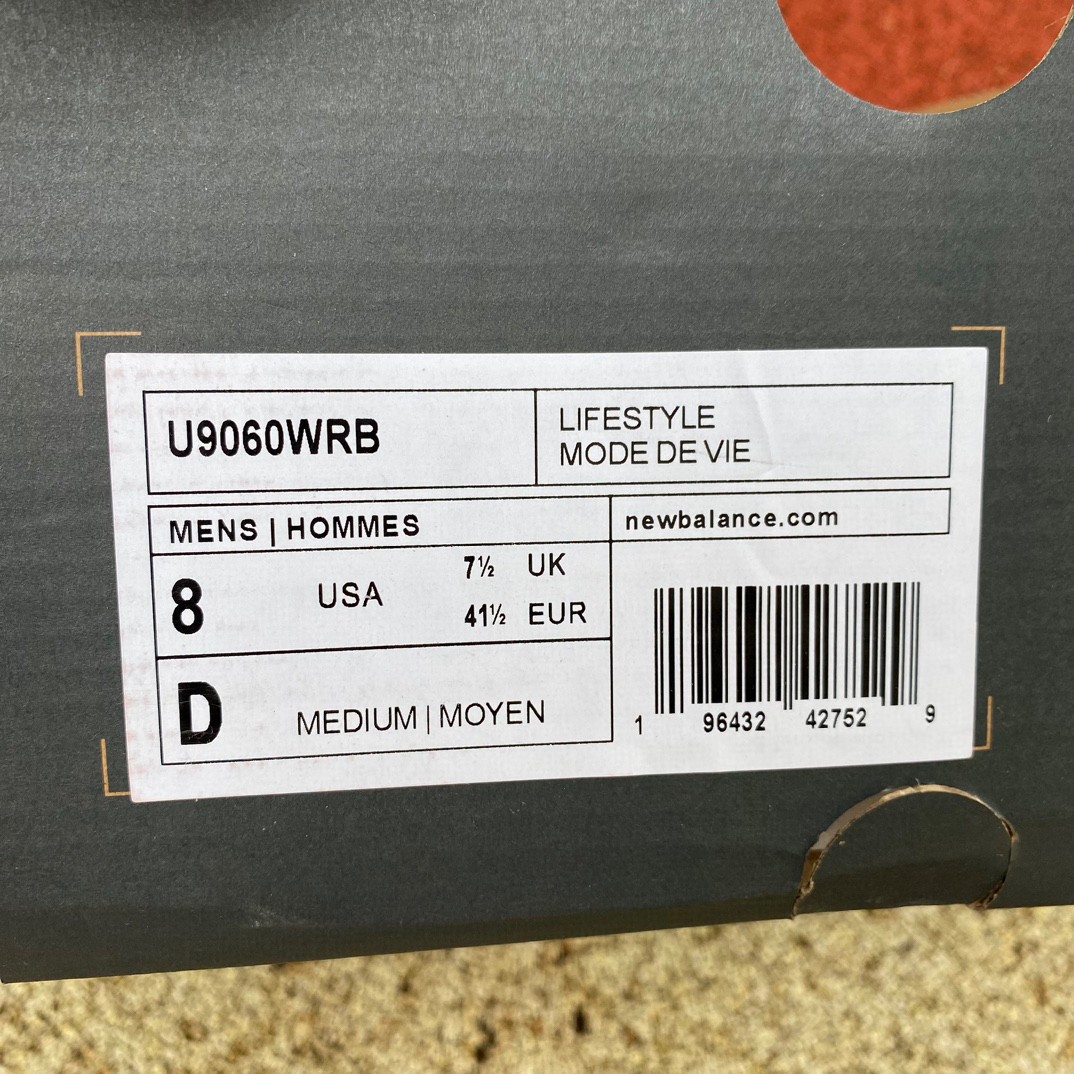 U9060WRB
LIFESTYLE
MODE DE VIE
MENS | HOMMES
newbalance.com
8 USA 7½ UK
41½ EUR
D MEDIUM | MOYEN
1 96432 42752 9